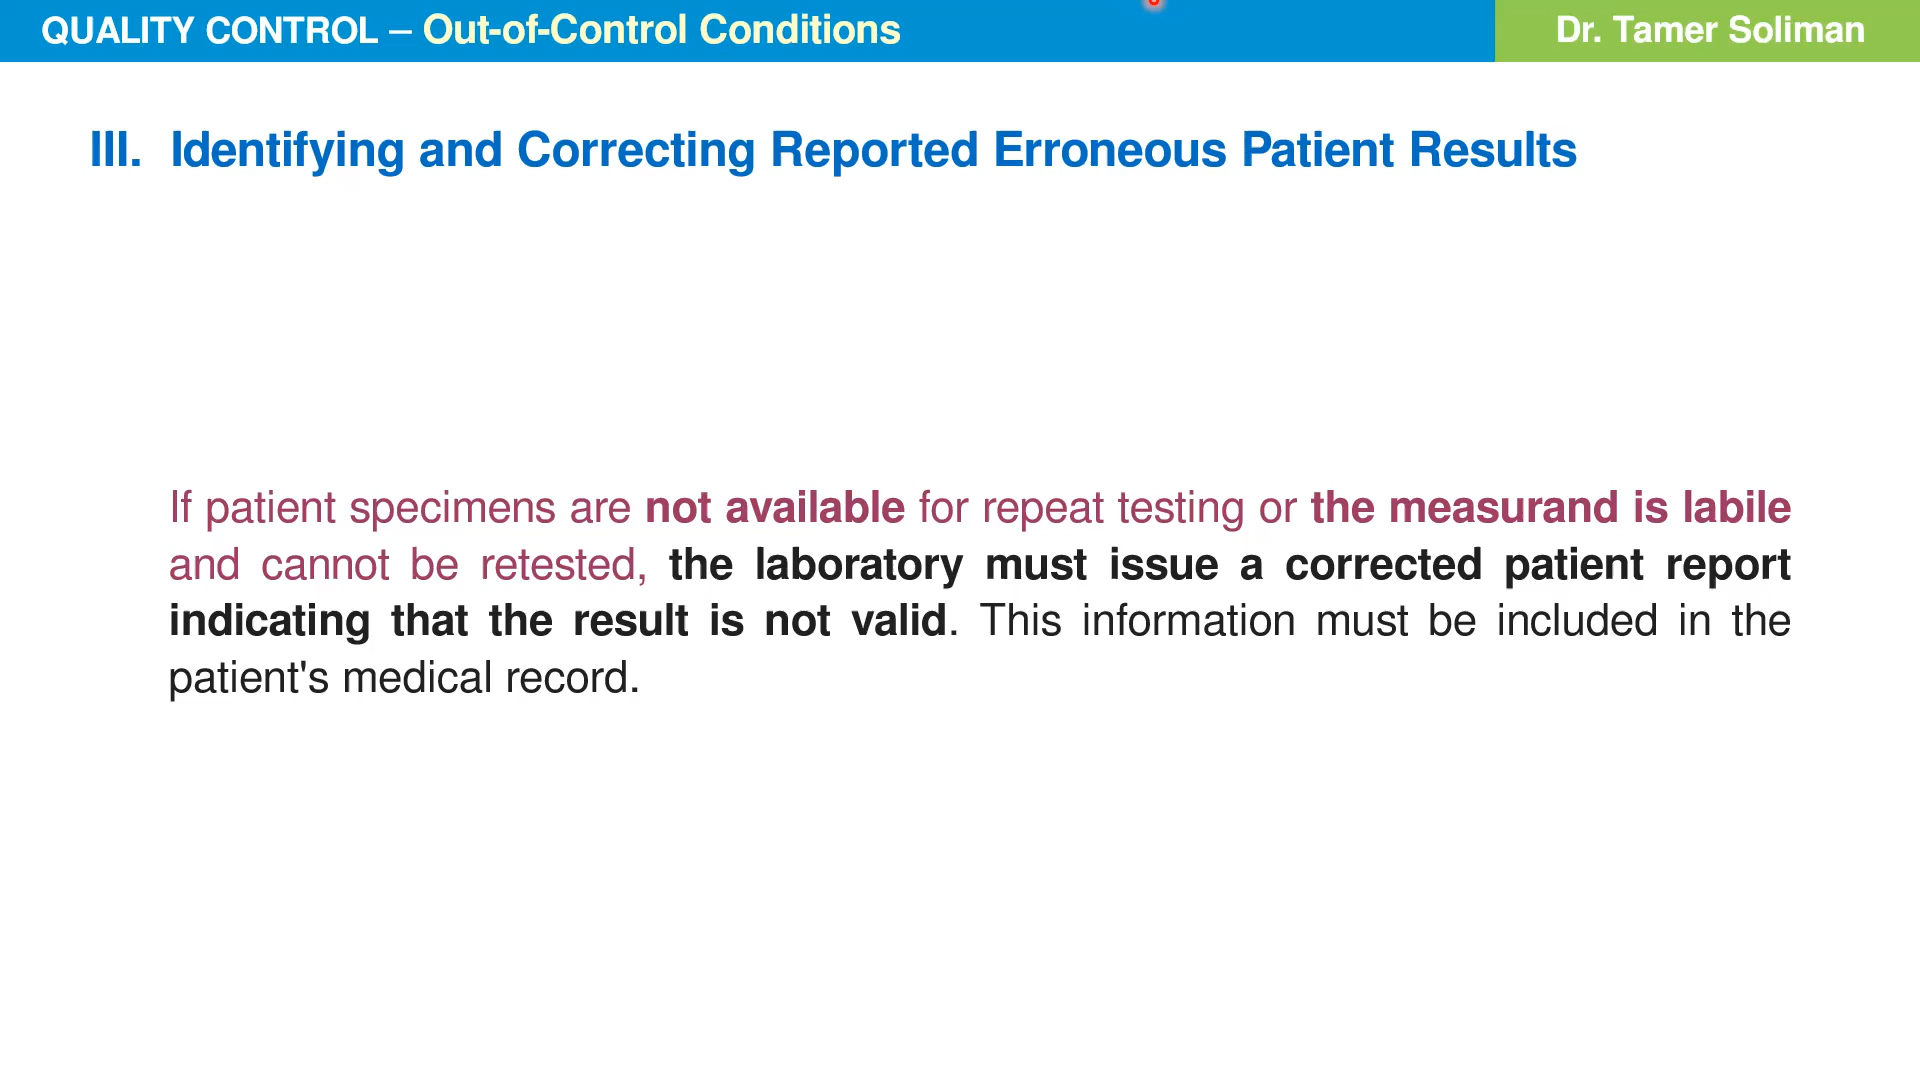 QUALITY CONTROL – Out-of-Control Conditions
Dr. Tamer Soliman
III. Identifying and Correcting Reported Erroneous Patient Results
If patient specimens are not available for repeat testing or the measurand is labile
and cannot be retested, the laboratory must issue a corrected patient report
indicating that the result is not valid. This information must be included in the
patient's medical record.